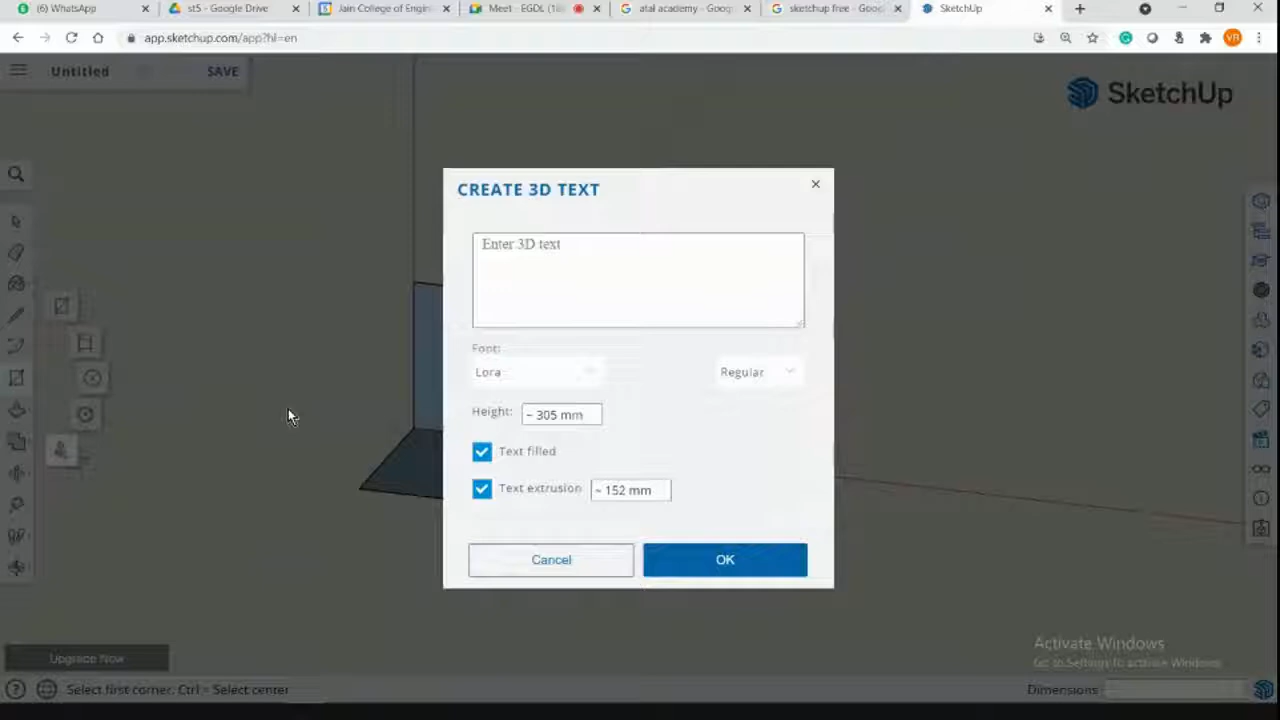 (6) WhatsApp
st5 - Google Drive
Jain College of Engin
Meet - EGDL (18
atal academy - Goog
sketchup free - Goog
SketchUp
app.sketchup.com/app?hl=en
VR
Untitled
SAVE
SketchUp
CREATE 3D TEXT
Enter 3D text
Font:
Lora
Regular
Height:
~ 305 mm
Text filled
Text extrusion
~ 152 mm
Cancel
OK
Upgrade Now
Activate Windows
Go to Settings to activate Windows.
Select first corner. Ctrl = Select center
Dimensions